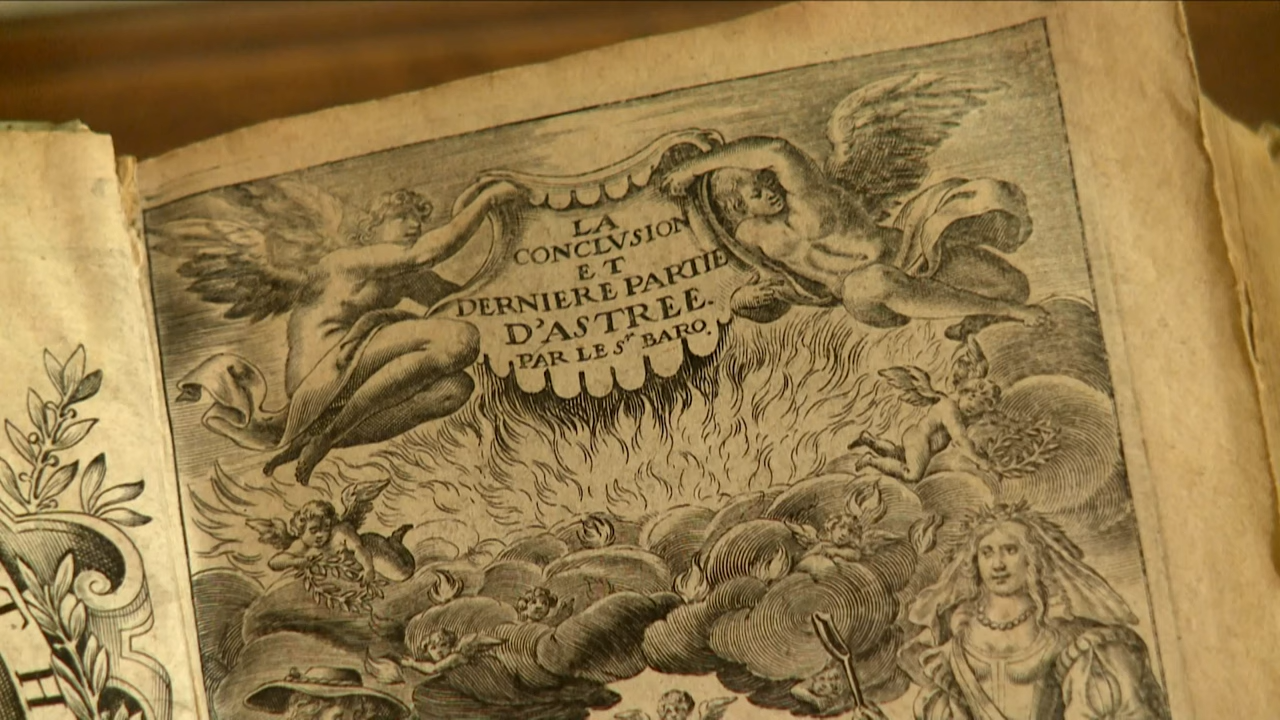 LA
CONCLVSION
ET
DERNIERE PARTIE
D'ASTREE.
PAR LE Sr BARO.